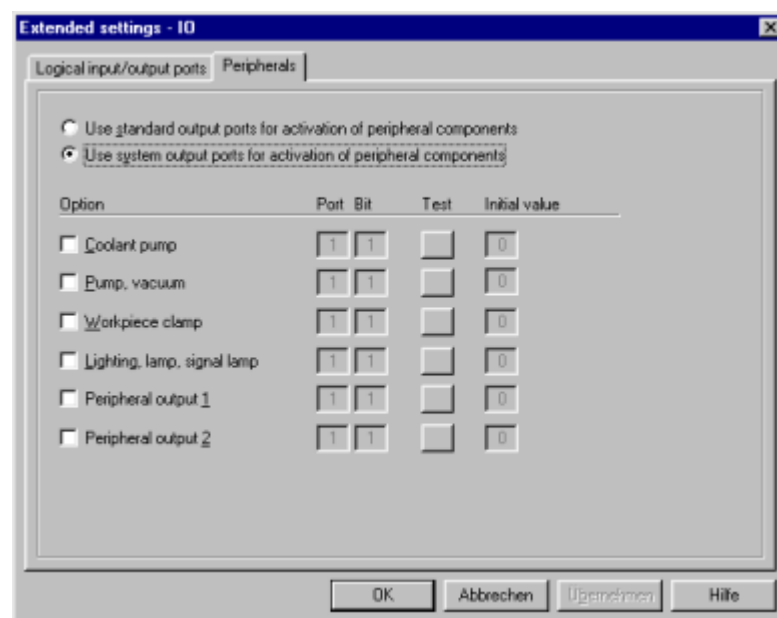 Extended settings - IO
Logical input/output ports Peripherals
Use standard output ports for activation of peripheral components
Use system output ports for activation of peripheral components
Option Port Bit Test Initial value
Coolant pump 1 1 0
Pump, vacuum 1 1 0
Workpiece clamp 1 1 0
Lighting, lamp, signal lamp 1 1 0
Peripheral output 1 1 1 0
Peripheral output 2 1 1 0
OK Abbrechen Übernehmen Hilfe